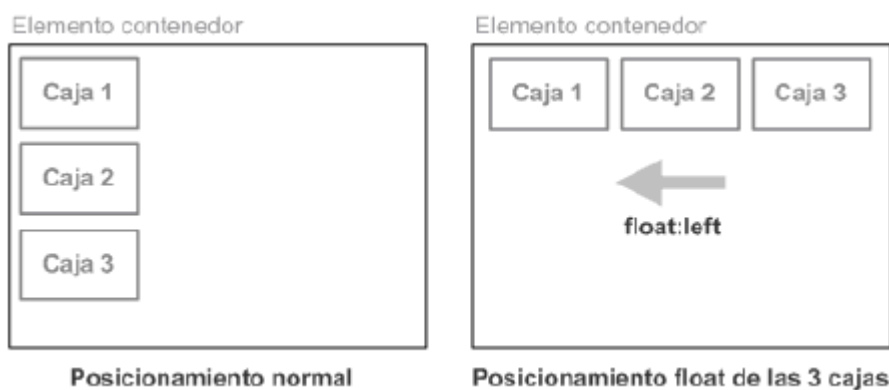 Elemento contenedor
Caja 1
Caja 2
Caja 3
Posicionamiento normal
Elemento contenedor
Caja 1 Caja 2 Caja 3
float:left
Posicionamiento float de las 3 cajas